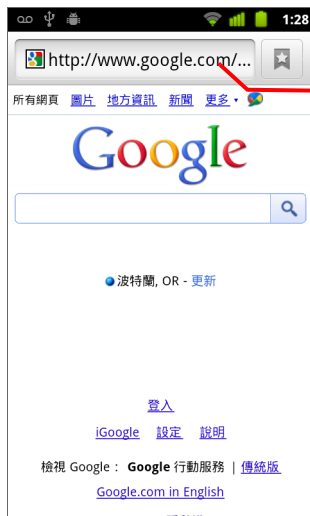 1:28
http://www.google.com/...
所有網頁 圖片 地方資訊 新聞 更多
Google
波特蘭, OR - 更新
登入
iGoogle 設定 說明
檢視 Google： Google 行動服務 | 傳統版
Google.com in English